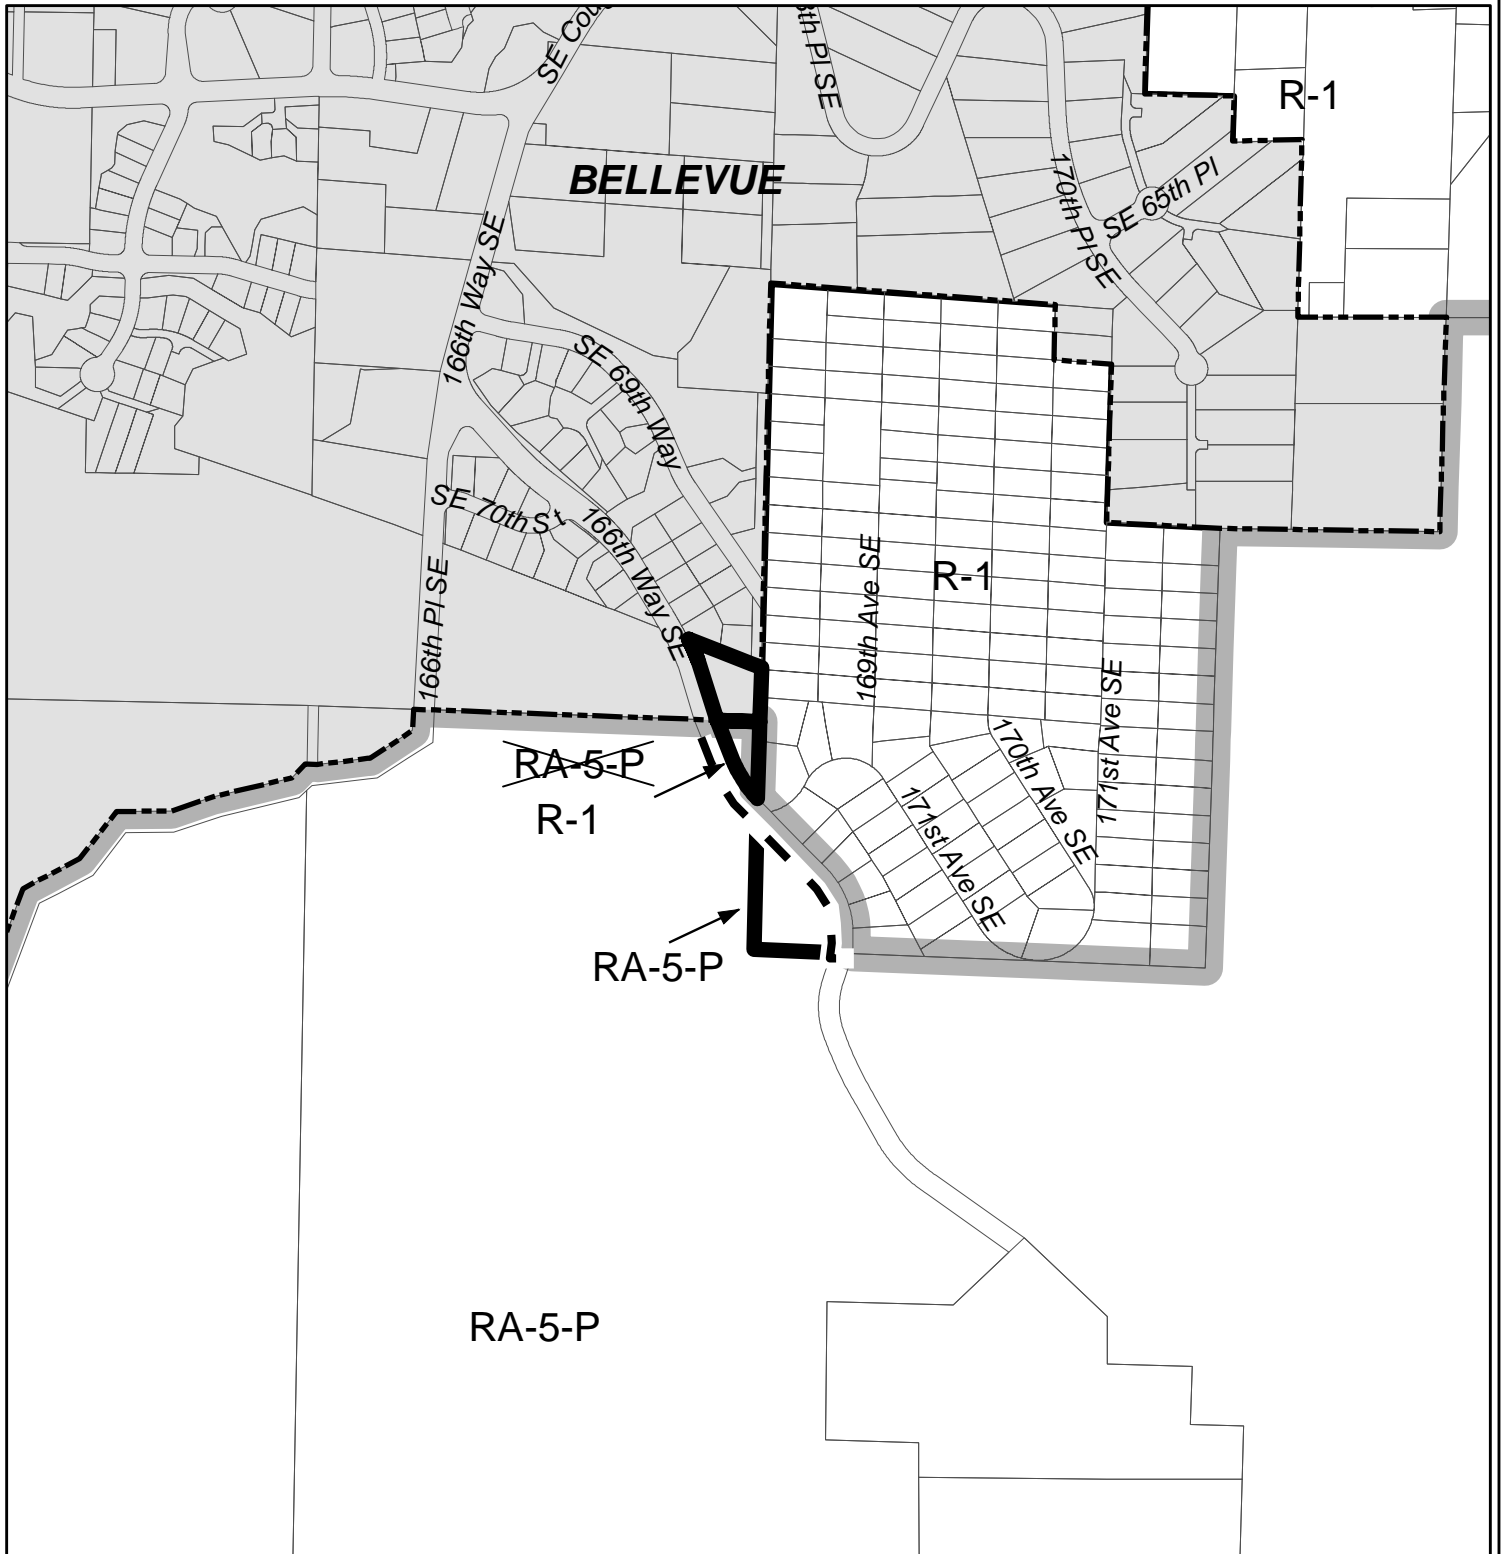 SE Cou
8th Pl SE
R-1
BELLEVUE
170th Pl SE
SE 65th Pl
166th Way SE
SE 69th Way
SE 70th St
166th Way SE
169th Ave SE
R-1
166th Pl SE
171st Ave SE
RA-5-P
R-1
170th Ave SE
171st Ave SE
RA-5-P
RA-5-P